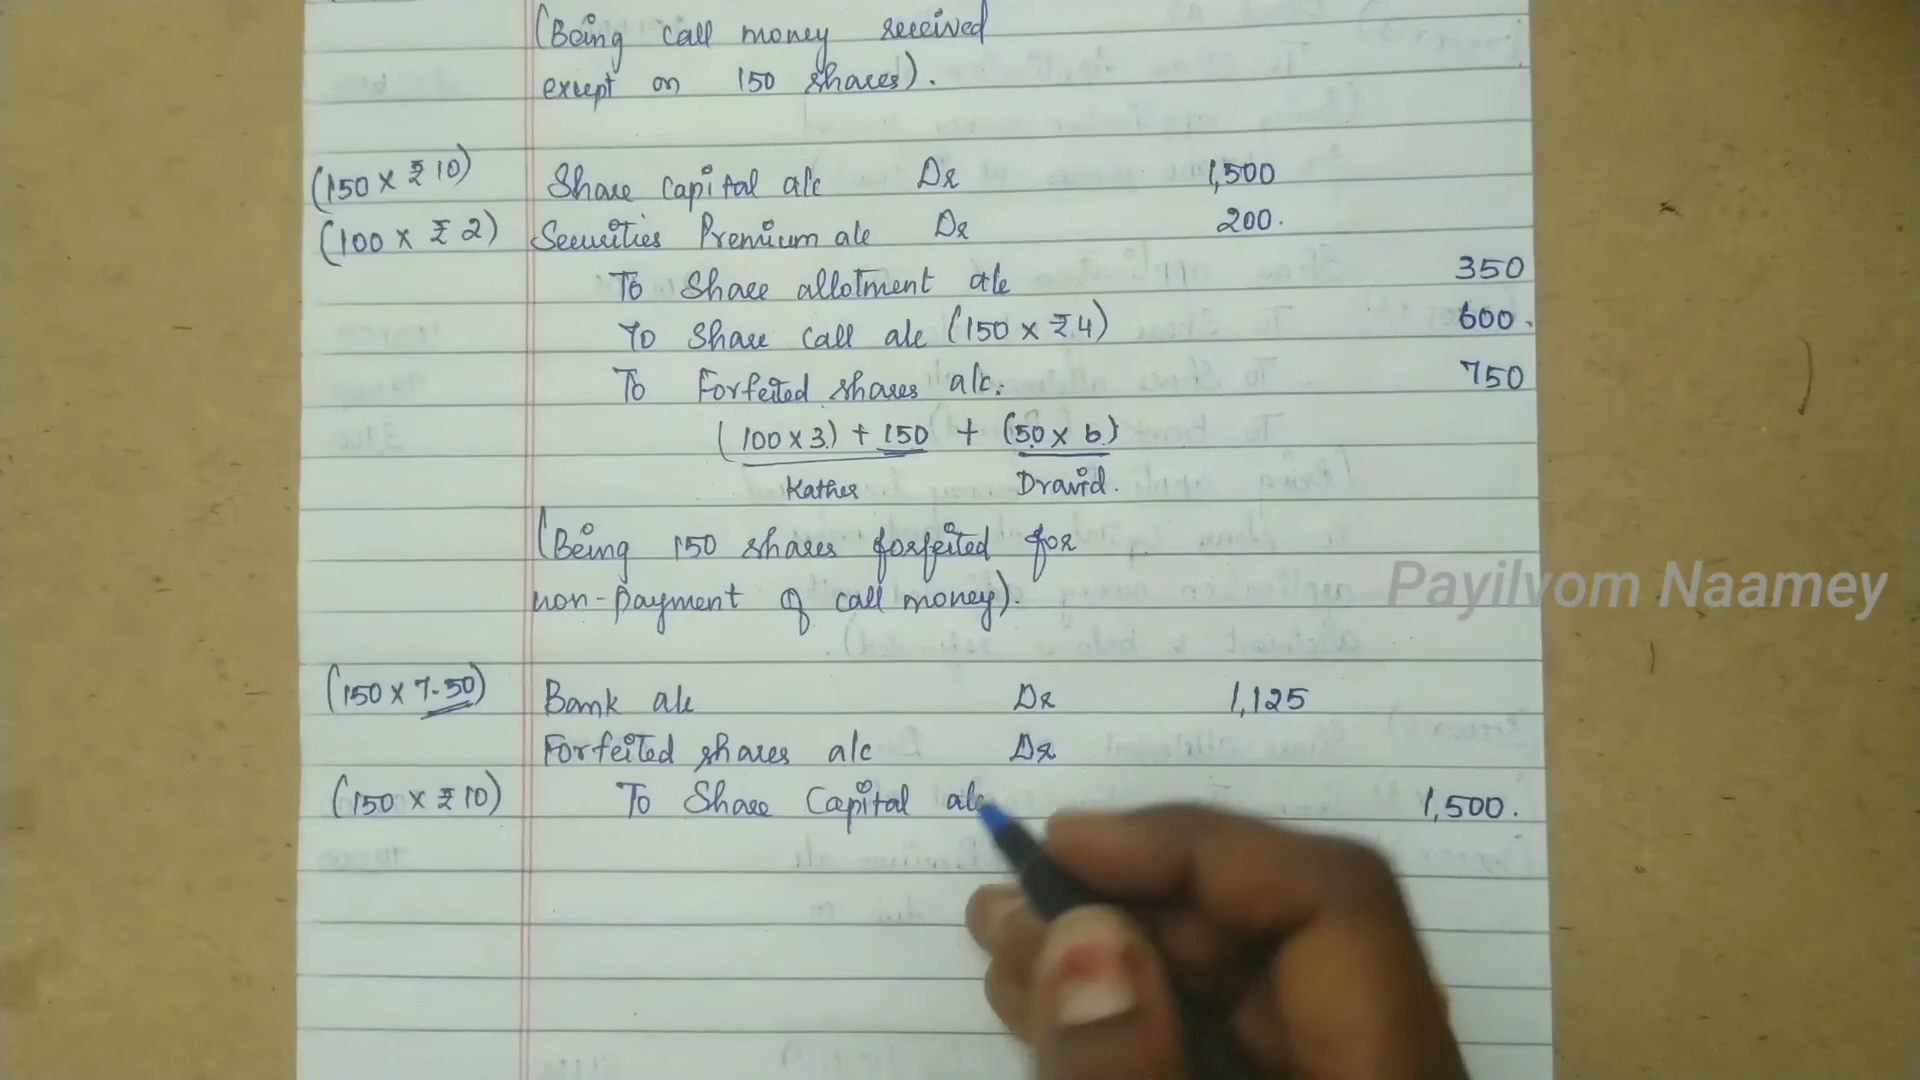 (Being call money received
except on 150 shares).
(150 x ₹10) Share capital a/c Dr 1,500
(100 x ₹2) Securities Premium a/c Dr 200.
To Share allotment a/c 350
To Share call a/c (150 x ₹4) 600.
To Forfeited shares a/c. 750
(100 x 3) + 150 + (50 x 6)
Kather Dravid.
(Being 150 shares forfeited for
non-payment of call money).
Payilvom Naamey
(150 x 7.50) Bank a/c Dr 1,125
Forfeited shares a/c Dr
(150 x ₹10) To Share Capital a/c 1,500.